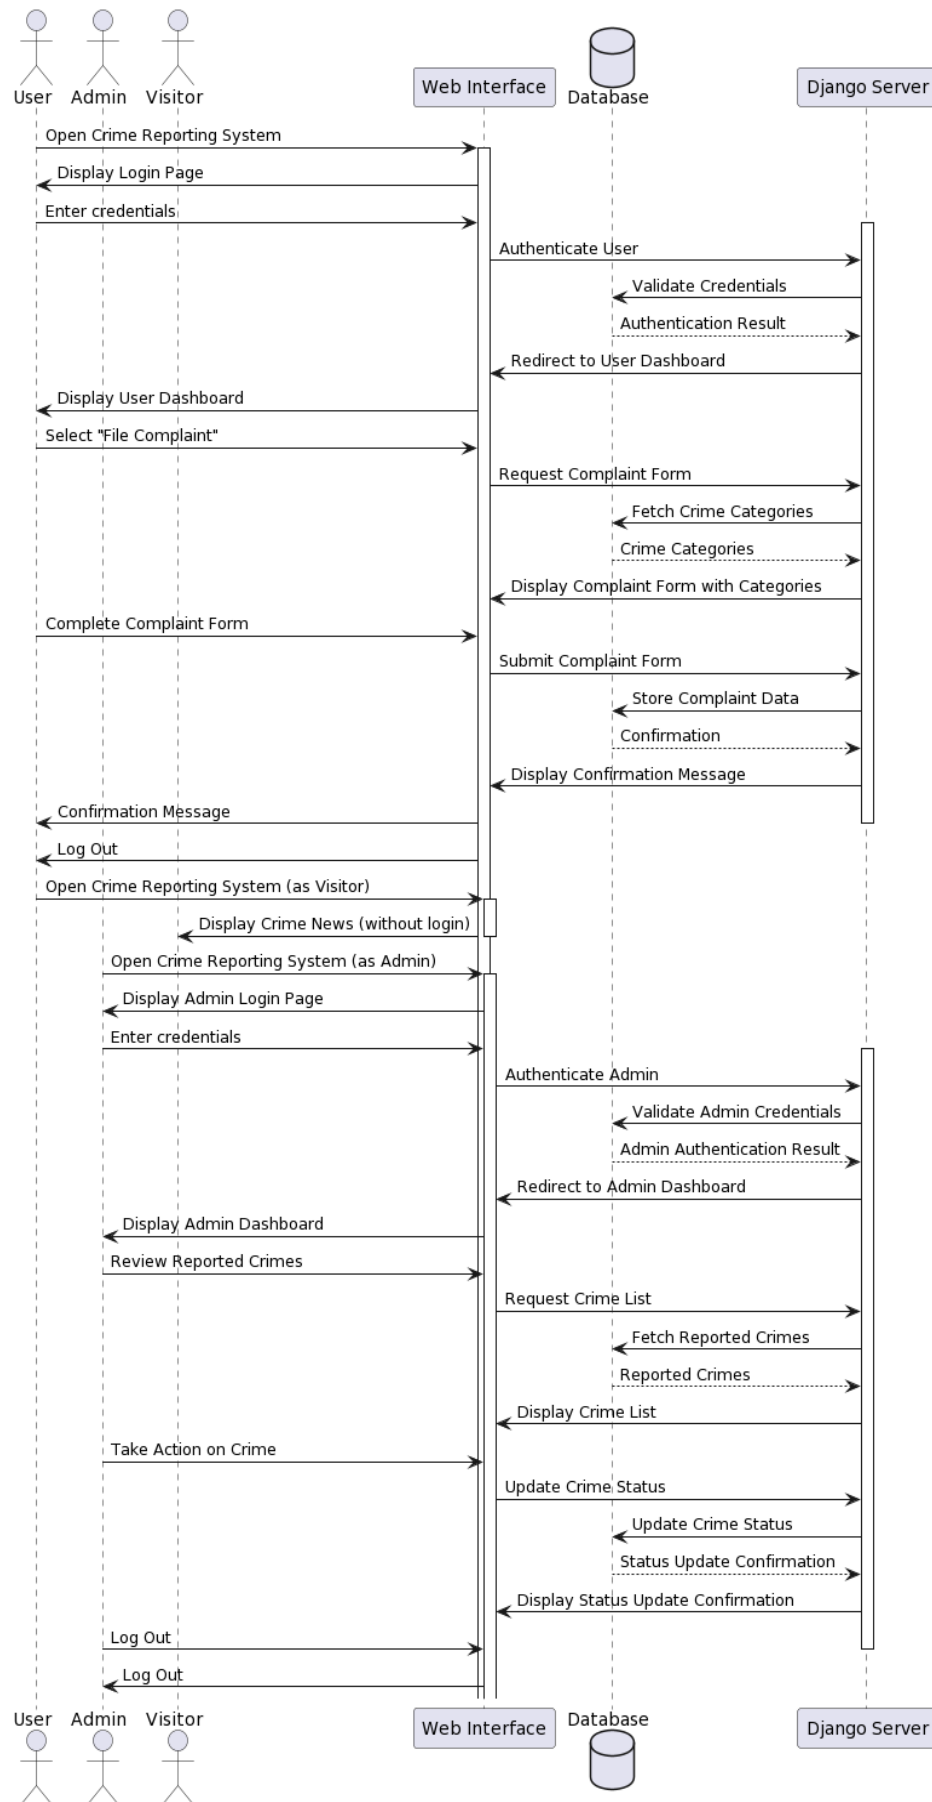 User Admin Visitor Web Interface Database Django Server
Open Crime Reporting System
Display Login Page
Enter credentials
Authenticate User
Validate Credentials
Authentication Result
Redirect to User Dashboard
Display User Dashboard
Select "File Complaint"
Request Complaint Form
Fetch Crime Categories
Crime Categories
Display Complaint Form with Categories
Complete Complaint Form
Submit Complaint Form
Store Complaint Data
Confirmation
Display Confirmation Message
Confirmation Message
Log Out
Open Crime Reporting System (as Visitor)
Display Crime News (without login)
Open Crime Reporting System (as Admin)
Display Admin Login Page
Enter credentials
Authenticate Admin
Validate Admin Credentials
Admin Authentication Result
Redirect to Admin Dashboard
Display Admin Dashboard
Review Reported Crimes
Request Crime List
Fetch Reported Crimes
Reported Crimes
Display Crime List
Take Action on Crime
Update Crime Status
Update Crime Status
Status Update Confirmation
Display Status Update Confirmation
Log Out
Log Out
User Admin Visitor Web Interface Database Django Server